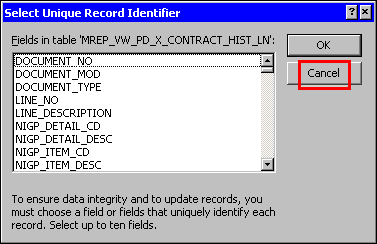 Select Unique Record Identifier
Fields in table 'MREP_VW_PD_X_CONTRACT_HIST_LN':
OK
Cancel
DOCUMENT_NO
DOCUMENT_MOD
DOCUMENT_TYPE
LINE_NO
LINE_DESCRIPTION
NIGP_DETAIL_CD
NIGP_DETAIL_DESC
NIGP_ITEM_CD
NIGP_ITEM_DESC
To ensure data integrity and to update records, you
must choose a field or fields that uniquely identify each
record. Select up to ten fields.